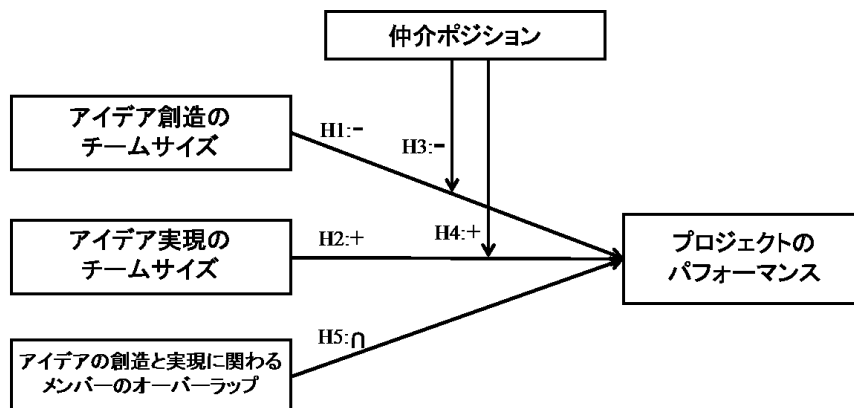 仲介ポジション
アイデア創造の
チームサイズ
H1:-
H3:-
アイデア実現の
チームサイズ
H2:+
H4:+
プロジェクトの
パフォーマンス
H5:∩
アイデアの創造と実現に関わる
メンバーのオーバーラップ